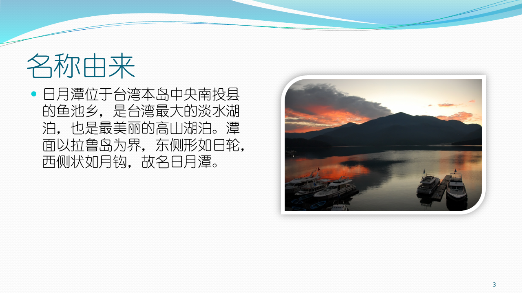 名称由来
日月潭位于台湾本岛中央南投县
的鱼池乡，是台湾最大的淡水湖
泊，也是最美丽的高山湖泊。潭
面以拉鲁岛为界，东侧形如日轮，
西侧状如月钩，故名日月潭。
3